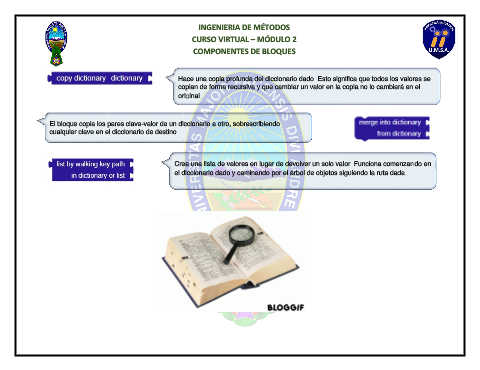 INGENIERIA DE MÉTODOS
CURSO VIRTUAL – MÓDULO 2
COMPONENTES DE BLOQUES
U.M.S.A.
copy dictionary dictionary
Hace una copia profunda del diccionario dado Esto significa que todos los valores se
copian de forma recursiva y que cambiar un valor en la copia no lo cambiará en el
original
El bloque copia los pares clave-valor de un diccionario a otro, sobrescribiendo
cualquier clave en el diccionario de destino
merge into dictionary
from dictionary
list by walking key path
in dictionary or list
Crea una lista de valores en lugar de devolver un solo valor Funciona comenzando en
el diccionario dado y caminando por el árbol de objetos siguiendo la ruta dada.
BLOGGIF